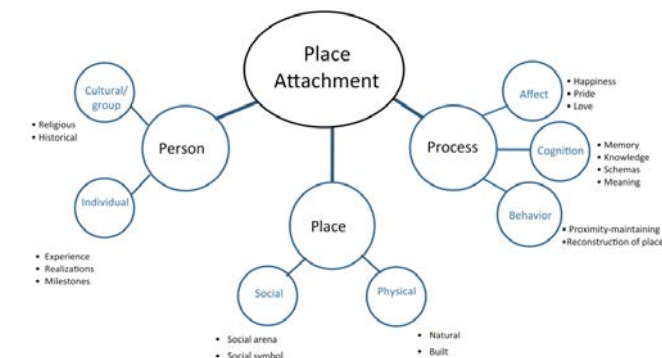 Place
Attachment
Cultural/
group
• Religious
• Historical
Person
Individual
• Experience
• Realizations
• Milestones
Place
Social
• Social arena
• Social symbol
Physical
• Natural
• Built
Process
Affect
• Happiness
• Pride
• Love
Cognition
• Memory
• Knowledge
• Schemas
• Meaning
Behavior
• Proximity-maintaining
•Reconstruction of place